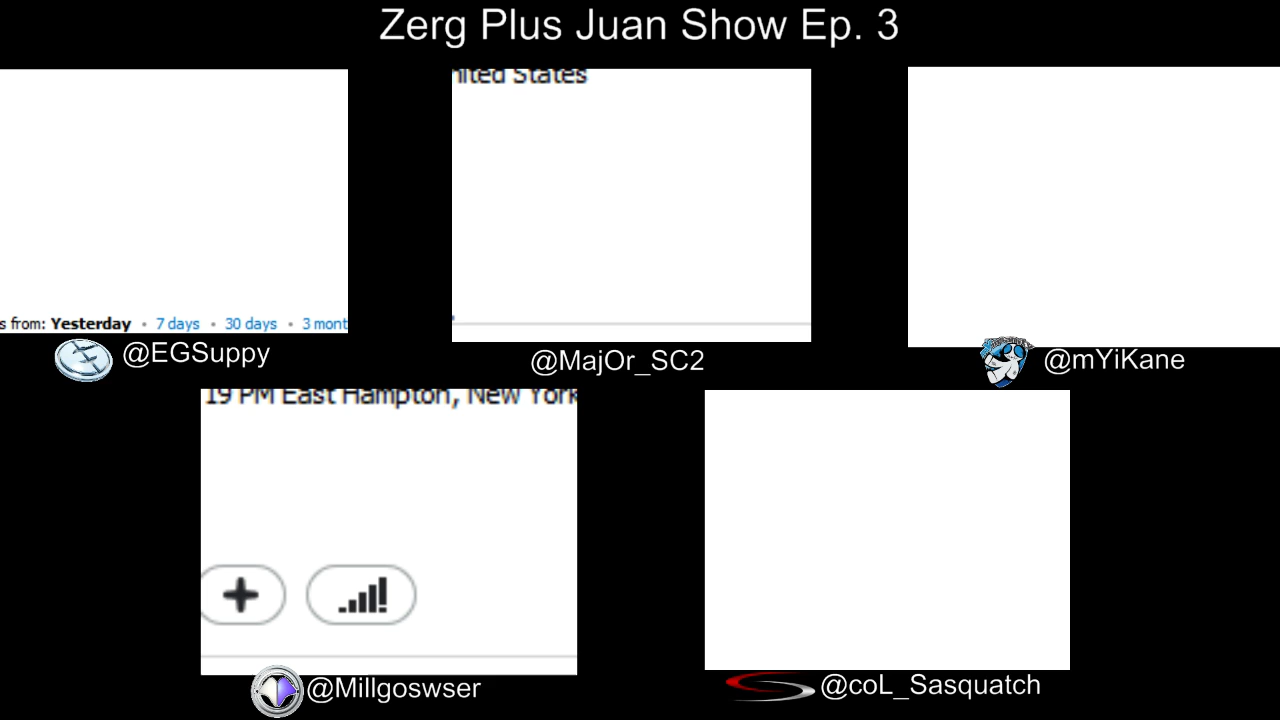 Zerg Plus Juan Show Ep. 3
nited States
s from: Yesterday • 7 days • 30 days • 3 mont
@EGSuppy
@MajOr_SC2
@mYiKane
19 PM East Hampton, New York
@Millgoswser
@coL_Sasquatch